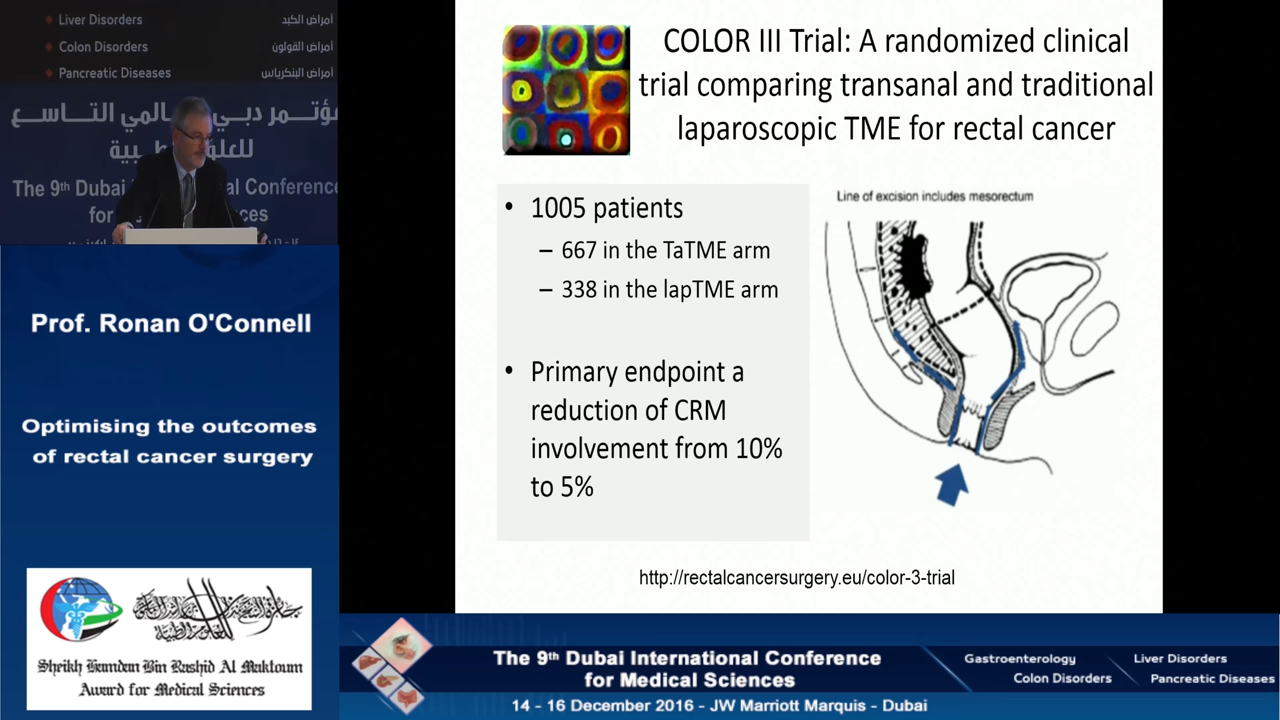 Liver Disorders
أمراض الكبد
Colon Disorders
أمراض القولون
Pancreatic Diseases
أمراض البنكرياس
للعلوم
The 9th Dubai
Conference
for
Sciences
Prof. Ronan O'Connell
Optimising the outcomes
of rectal cancer surgery
Sheikh Hamdan Bin Rashid Al Maktoum
Award for Medical Sciences
COLOR III Trial: A randomized clinical
trial comparing transanal and traditional
laparoscopic TME for rectal cancer
• 1005 patients
– 667 in the TaTME arm
– 338 in the lapTME arm
• Primary endpoint a
reduction of CRM
involvement from 10%
to 5%
Line of excision includes mesorectum
http://rectalcancersurgery.eu/color-3-trial
The 9th Dubai International Conference
for Medical Sciences
14 - 16 December 2016 - JW Marriott Marquis - Dubai
Gastroenterology
Liver Disorders
Colon Disorders
Pancreatic Diseases